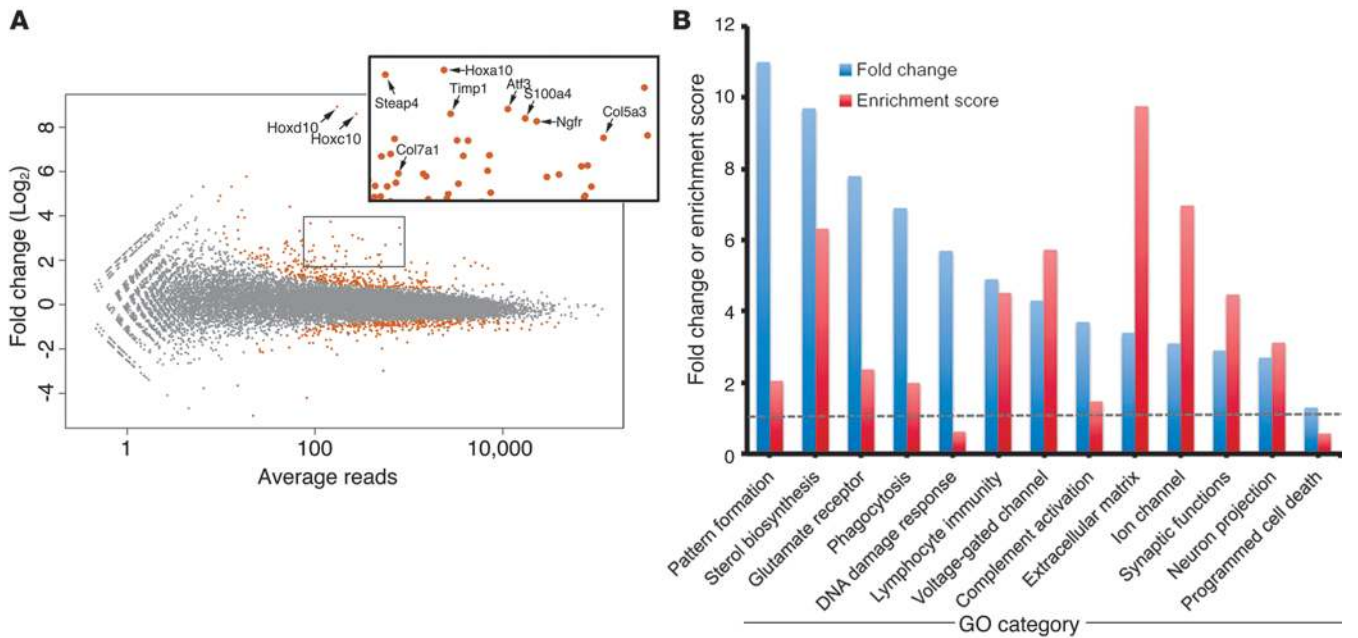 A
Hoxd10
Hoxc10
Steap4
Hoxa10
Timp1
Atf3
S100a4
Ngfr
Col5a3
Col7a1
Fold change (Log2)
8
6
4
2
0
-2
-4
1
100
10,000
Average reads
B
Fold change
Enrichment score
Fold change or enrichment score
12
10
8
6
4
2
0
Pattern formation
Sterol biosynthesis
Glutamate receptor
Phagocytosis
DNA damage response
Lymphocyte immunity
Voltage-gated channel
Complement activation
Extracellular matrix
Ion channel
Synaptic functions
Neuron projection
Programmed cell death
GO category